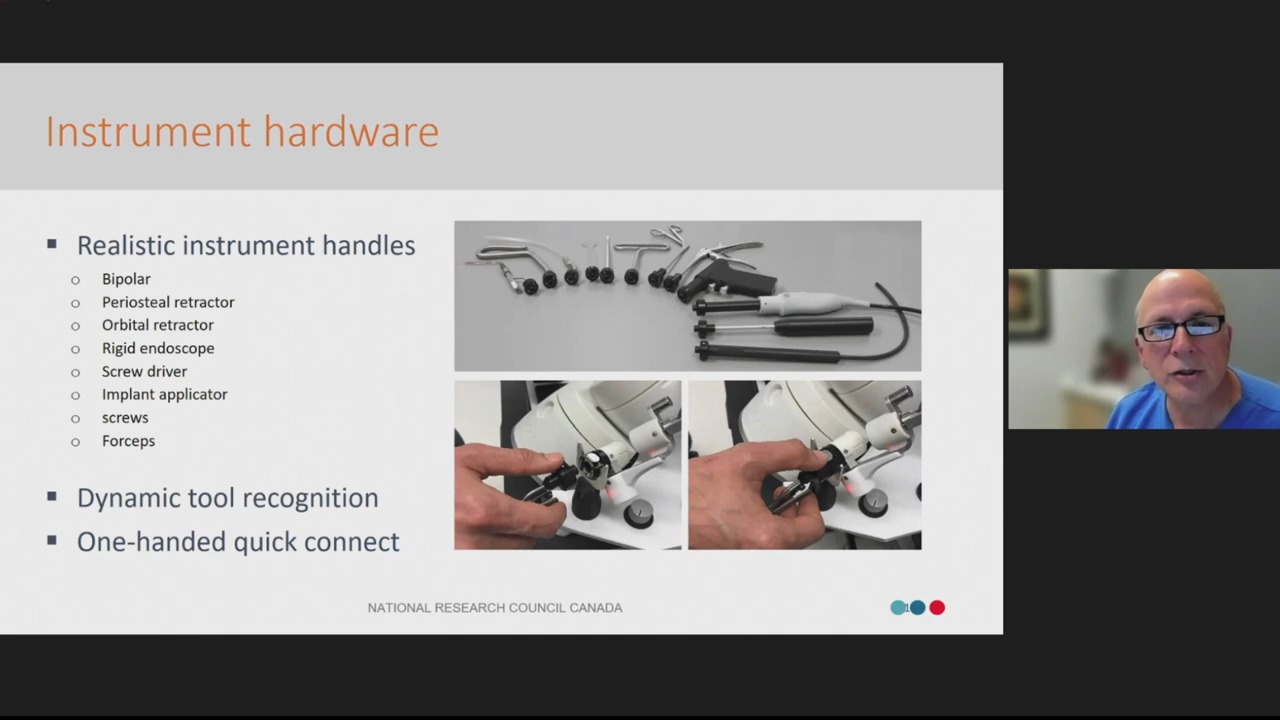 Instrument hardware
Realistic instrument handles
Bipolar
Periosteal retractor
Orbital retractor
Rigid endoscope
Screw driver
Implant applicator
screws
Forceps
Dynamic tool recognition
One-handed quick connect
NATIONAL RESEARCH COUNCIL CANADA